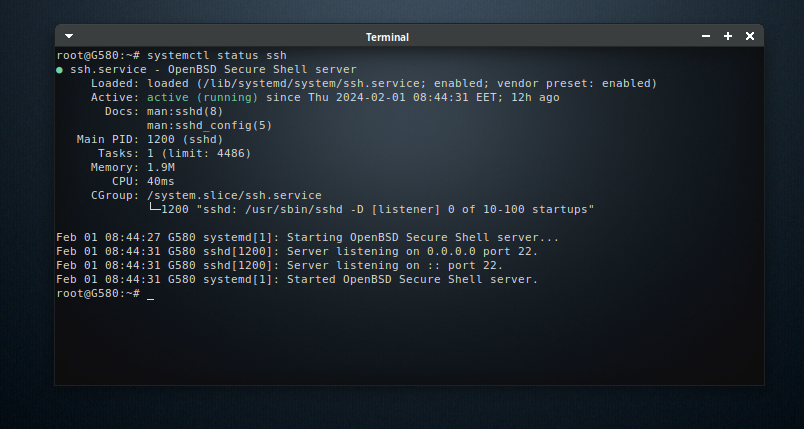 Terminal
root@G580:~# systemctl status ssh
● ssh.service - OpenBSD Secure Shell server
     Loaded: loaded (/lib/systemd/system/ssh.service; enabled; vendor preset: enabled)
     Active: active (running) since Thu 2024-02-01 08:44:31 EET; 12h ago
       Docs: man:sshd(8)
             man:sshd_config(5)
   Main PID: 1200 (sshd)
      Tasks: 1 (limit: 4486)
     Memory: 1.9M
        CPU: 40ms
     CGroup: /system.slice/ssh.service
             └─1200 "sshd: /usr/sbin/sshd -D [listener] 0 of 10-100 startups"
Feb 01 08:44:27 G580 systemd[1]: Starting OpenBSD Secure Shell server...
Feb 01 08:44:31 G580 sshd[1200]: Server listening on 0.0.0.0 port 22.
Feb 01 08:44:31 G580 sshd[1200]: Server listening on :: port 22.
Feb 01 08:44:31 G580 systemd[1]: Started OpenBSD Secure Shell server.
root@G580:~# _